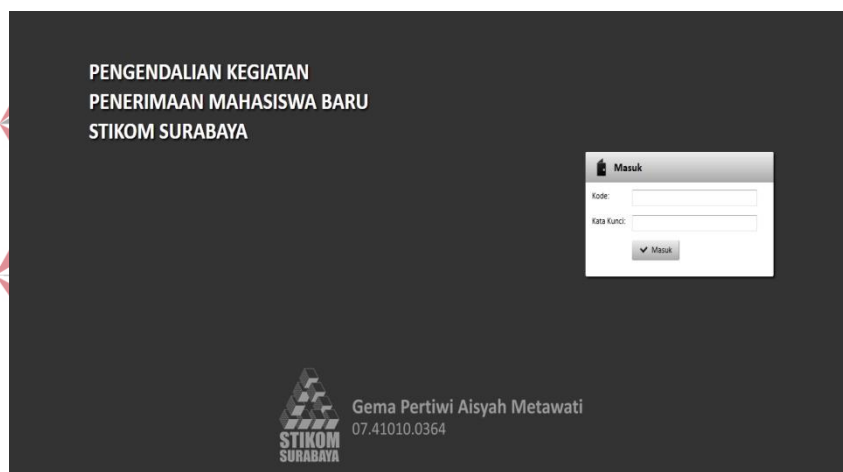 PENGENDALIAN KEGIATAN
PENERIMAAN MAHASISWA BARU
STIKOM SURABAYA
Masuk
Kode:
Kata Kunci:
Masuk
Gema Pertiwi Aisyah Metawati
07.41010.0364
STIKOM
SURABAYA